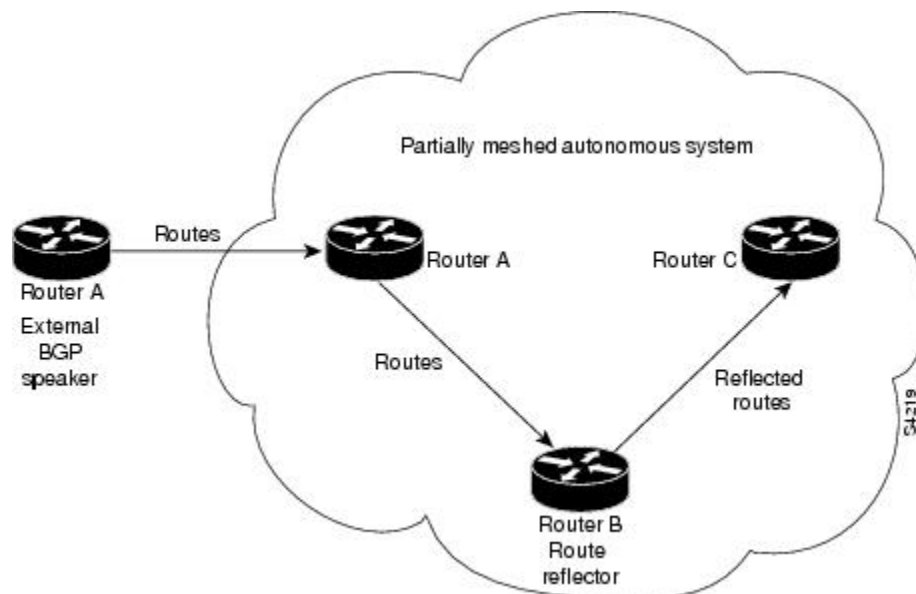 Partially meshed autonomous system
Routes
Router A
External
BGP
speaker
Router A
Router C
Routes
Reflected
routes
Router B
Route
reflector
S4219